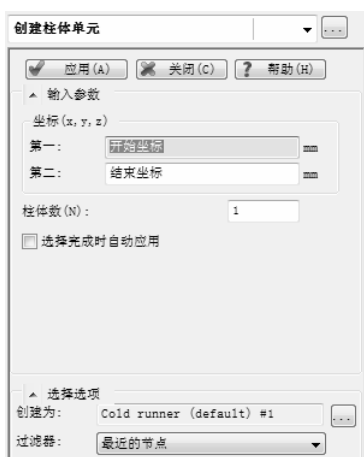 创建柱体单元
...
应用(A) 关闭(C) ? 帮助(H)
输入参数
坐标(x,y,z)
第一: 开始坐标 mm
第二: 结束坐标 mm
柱体数(N): 1
选择完成时自动应用
选择选项
创建为: Cold runner (default) #1 ...
过滤器: 最近的节点